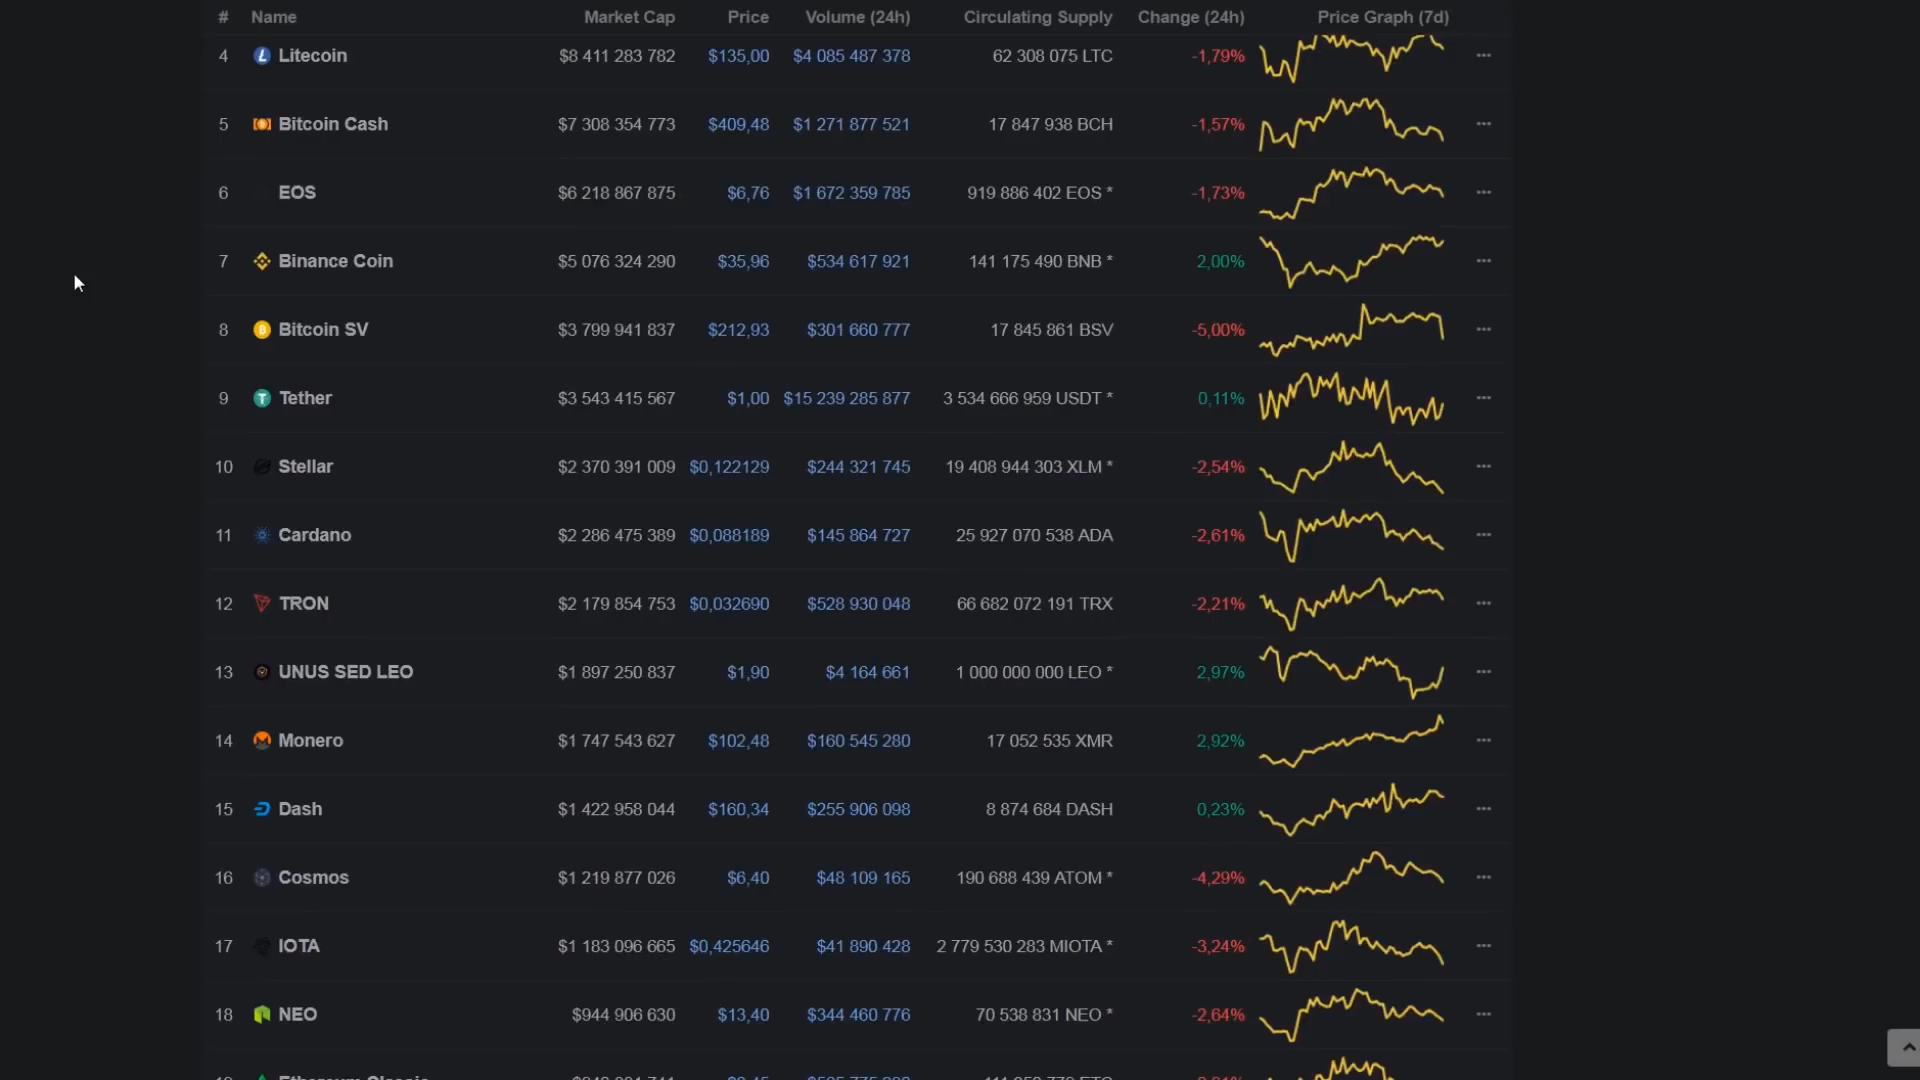 # Name Market Cap Price Volume (24h) Circulating Supply Change (24h) Price Graph (7d)
4 Litecoin $8 411 283 782 $135,00 $4 085 487 378 62 308 075 LTC -1,79%
5 Bitcoin Cash $7 308 354 773 $409,48 $1 271 877 521 17 847 938 BCH -1,57%
6 EOS $6 218 867 875 $6,76 $1 672 359 785 919 886 402 EOS * -1,73%
7 Binance Coin $5 076 324 290 $35,96 $534 617 921 141 175 490 BNB * 2,00%
8 Bitcoin SV $3 799 941 837 $212,93 $301 660 777 17 845 861 BSV -5,00%
9 Tether $3 543 415 567 $1,00 $15 239 285 877 3 534 666 959 USDT * 0,11%
10 Stellar $2 370 391 009 $0,122129 $244 321 745 19 408 944 303 XLM * -2,54%
11 Cardano $2 286 475 389 $0,088189 $145 864 727 25 927 070 538 ADA -2,61%
12 TRON $2 179 854 753 $0,032690 $528 930 048 66 682 072 191 TRX -2,21%
13 UNUS SED LEO $1 897 250 837 $1,90 $4 164 661 1 000 000 000 LEO * 2,97%
14 Monero $1 747 543 627 $102,48 $160 545 280 17 052 535 XMR 2,92%
15 Dash $1 422 958 044 $160,34 $255 906 098 8 874 684 DASH 0,23%
16 Cosmos $1 219 877 026 $6,40 $48 109 165 190 688 439 ATOM * -4,29%
17 IOTA $1 183 096 665 $0,425646 $41 890 428 2 779 530 283 MIOTA * -3,24%
18 NEO $944 906 630 $13,40 $344 460 776 70 538 831 NEO * -2,64%
Ethereum Classic